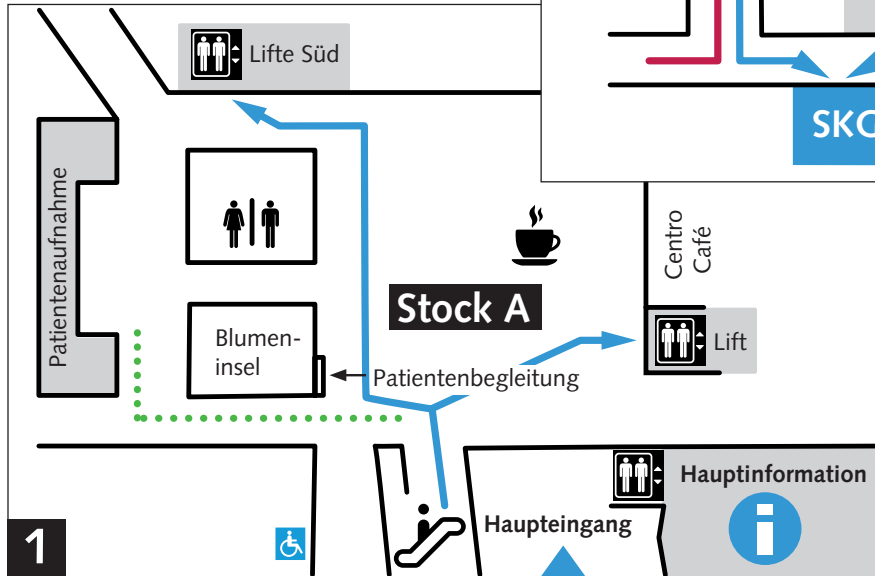 Lifte Süd
SKC
Patientenaufnahme
Centro
Café
Stock A
Lift
Blumen-
insel
Patientenbegleitung
Hauptinformation
Haupteingang
1